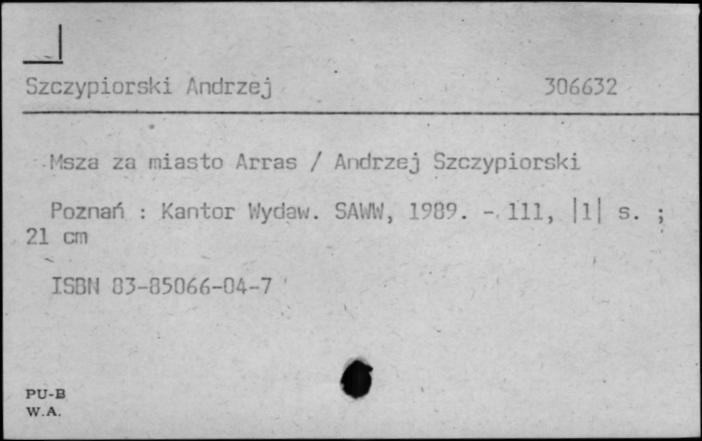 Szczypiorski Andrzej 306632
Msza za miasto Arras / Andrzej Szczypiorski
Poznań : Kantor Wydaw. SAWW, 1989. - 111, |1| s. ;
21 cm
ISBN 83-85066-04-7
PU-B
W.A.